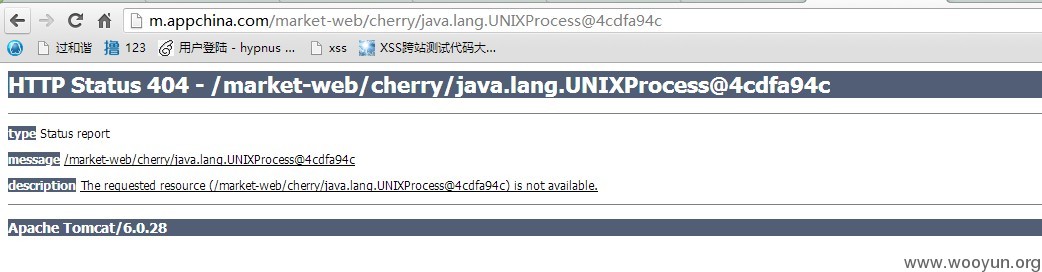 m.appchina.com/market-web/cherry/java.lang.UNIXProcess@4cdfa94c
过和谐 撸 123 用户登陆 - hypnus ... xss XSS跨站测试代码大...
HTTP Status 404 - /market-web/cherry/java.lang.UNIXProcess@4cdfa94c
type Status report
message /market-web/cherry/java.lang.UNIXProcess@4cdfa94c
description The requested resource (/market-web/cherry/java.lang.UNIXProcess@4cdfa94c) is not available.
Apache Tomcat/6.0.28
www.wooyun.org